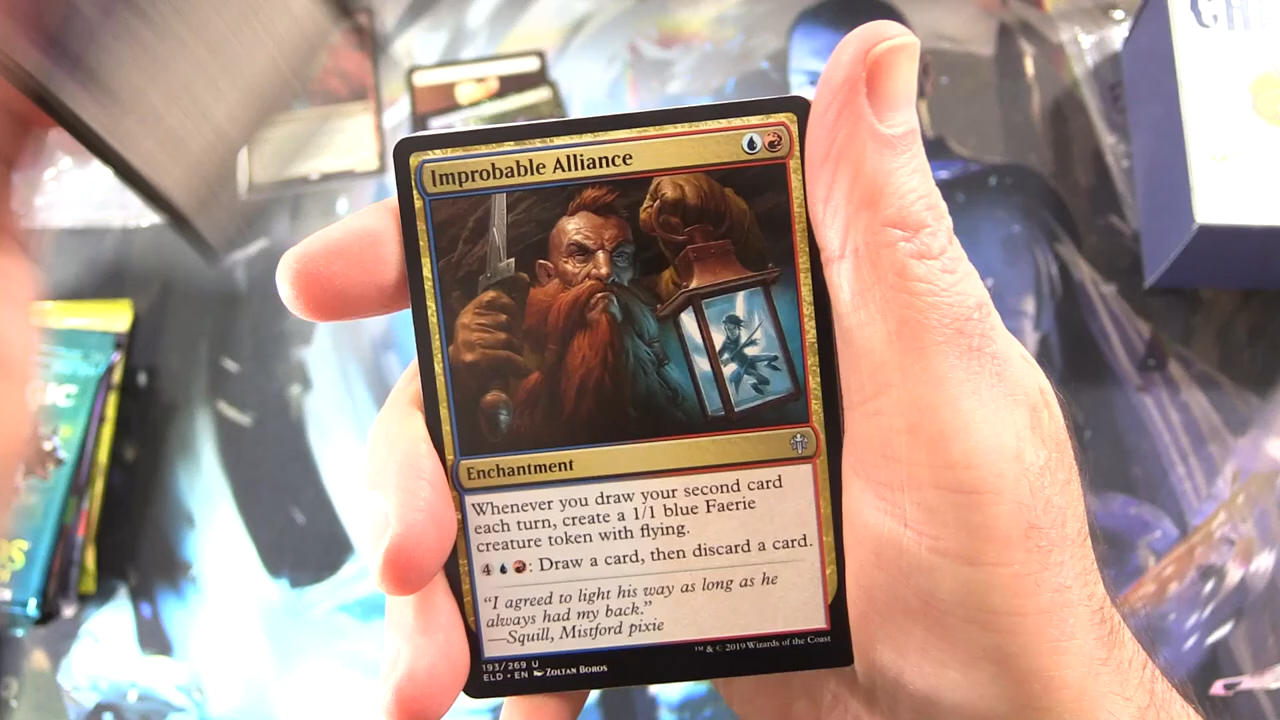 Improbable Alliance
Enchantment
Whenever you draw your second card
each turn, create a 1/1 blue Faerie
creature token with flying.
4 : Draw a card, then discard a card.
“I agreed to light his way as long as he
always had my back.”
—Squill, Mistford pixie
193/269 U
ELD • EN Zoltan Boros
™ & © 2019 Wizards of the Coast